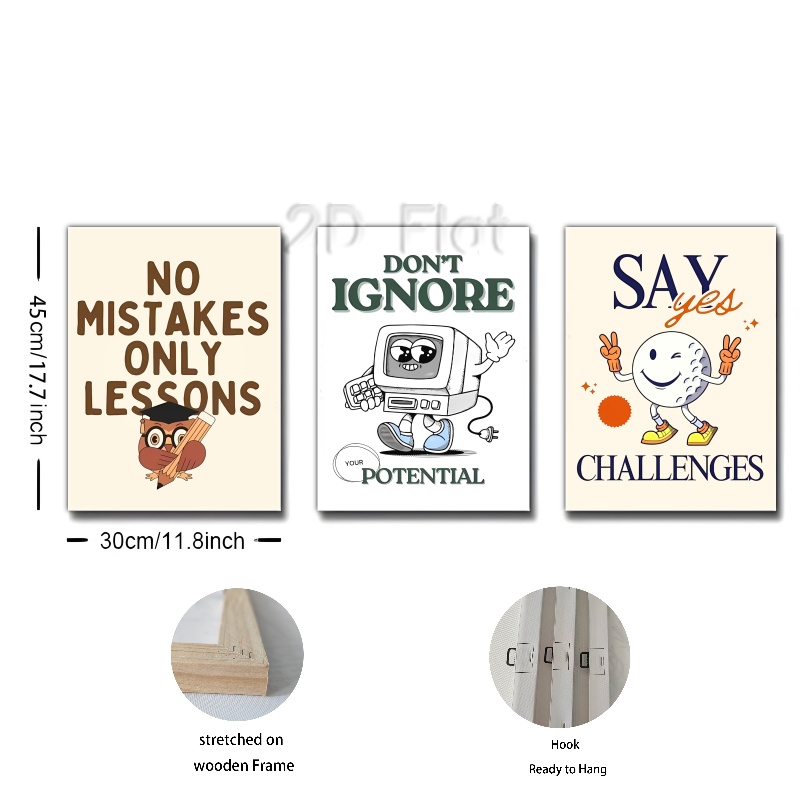 2D Flat
NO
MISTAKES
ONLY
LESSONS
DON'T
IGNORE
YOUR
POTENTIAL
SAY
yes
CHALLENGES
45cm/17.7inch
30cm/11.8inch
stretched on
wooden Frame
Hook
Ready to Hang